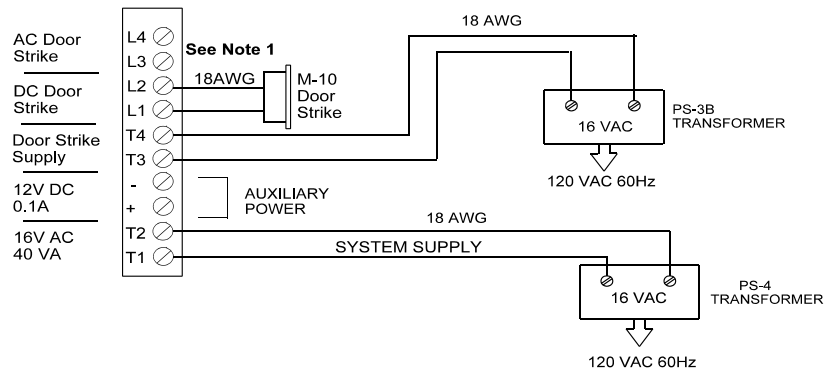 AC Door
Strike
DC Door
Strike
Door Strike
Supply
12V DC
0.1A
16V AC
40 VA
L4
L3
L2
L1
T4
T3
-
+
T2
T1
See Note 1
18AWG
M-10
Door
Strike
AUXILIARY
POWER
18 AWG
16 VAC
PS-3B
TRANSFORMER
120 VAC 60Hz
18 AWG
SYSTEM SUPPLY
16 VAC
PS-4
TRANSFORMER
120 VAC 60Hz